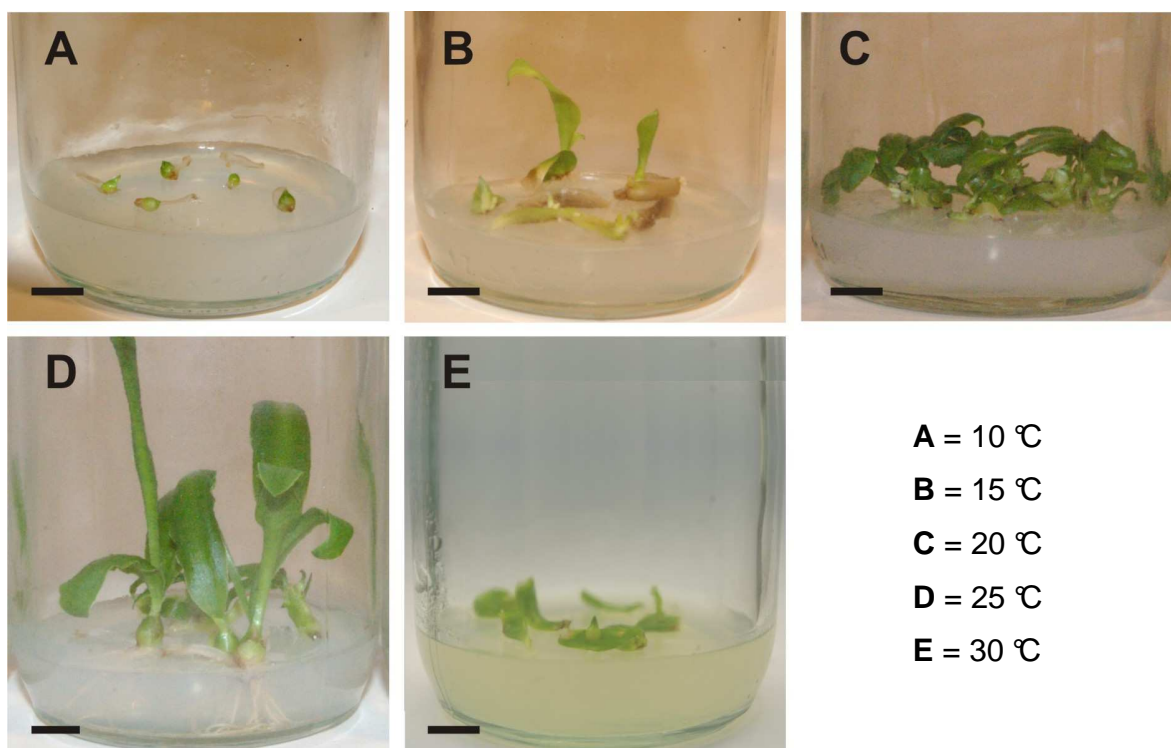 A
B
C
D
E
A = 10 °C
B = 15 °C
C = 20 °C
D = 25 °C
E = 30 °C